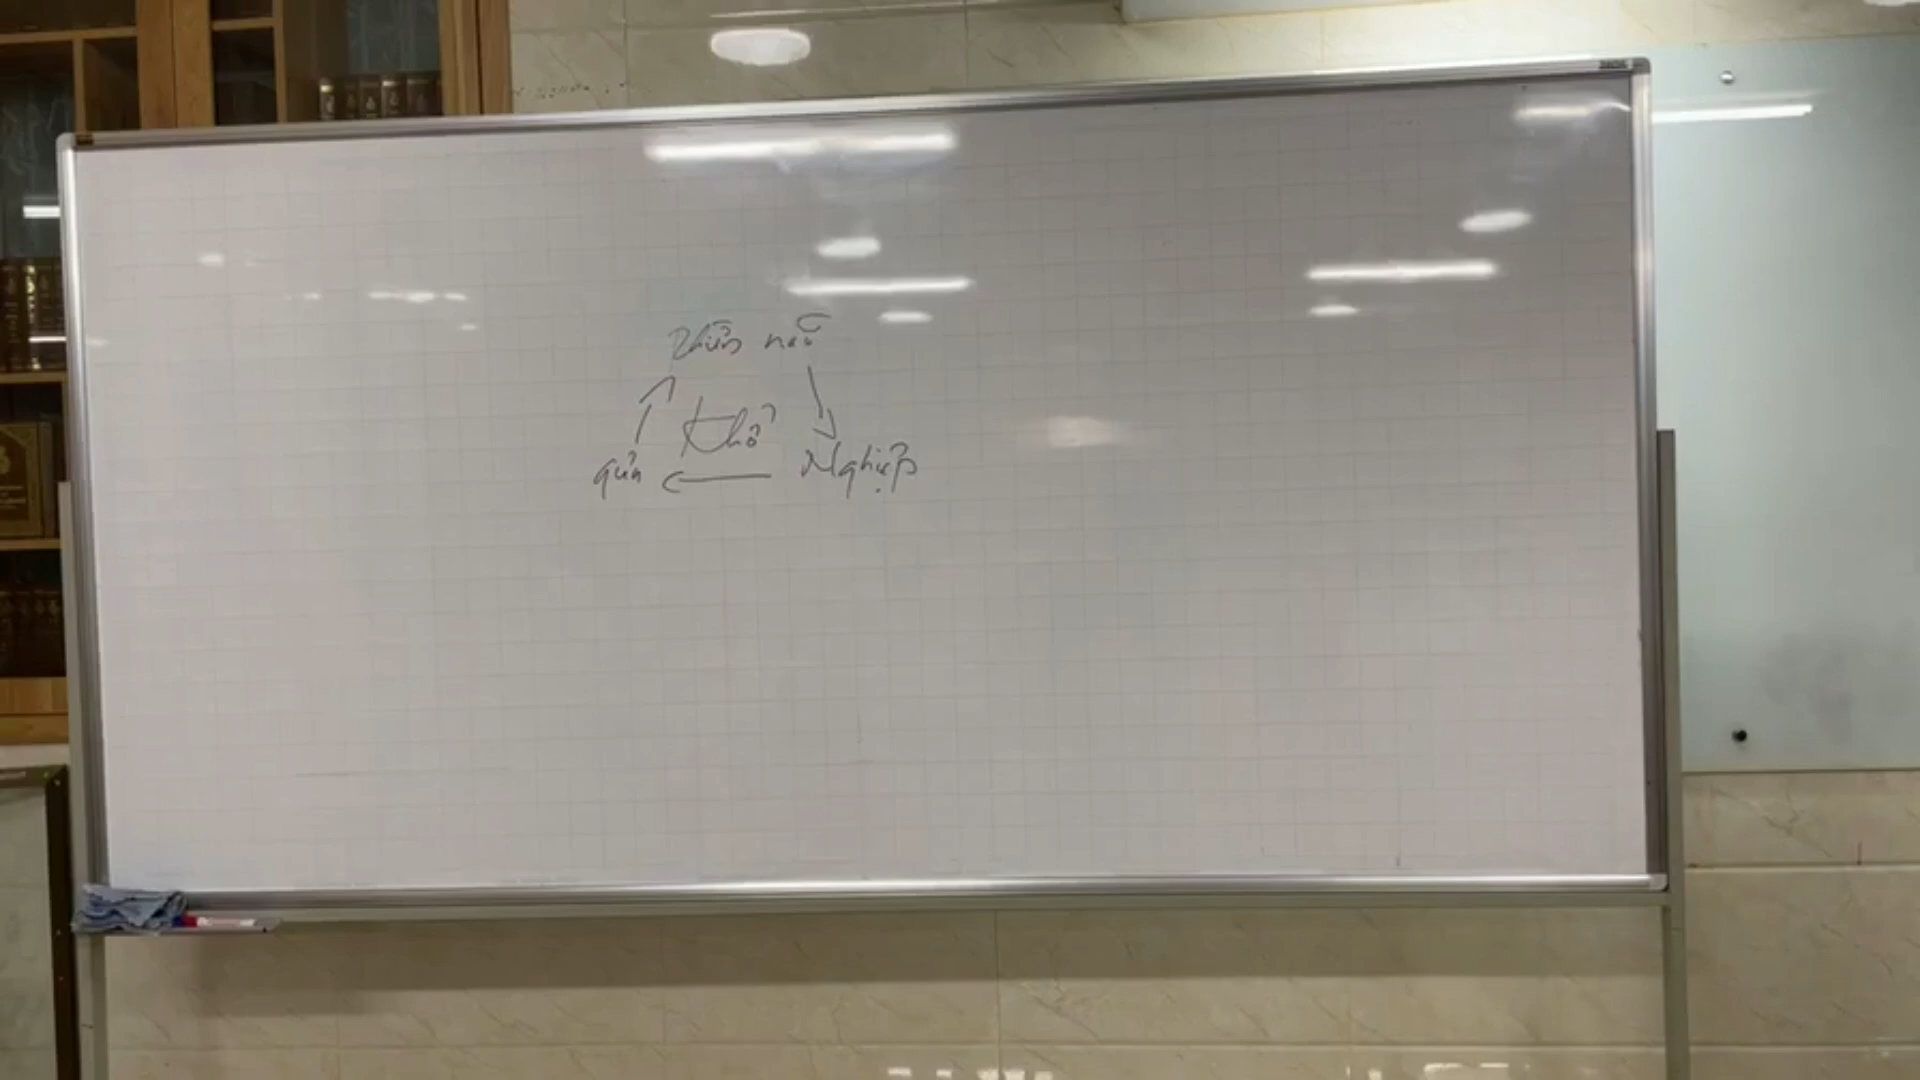 Phiền não
Khổ
quả
Nghiệp